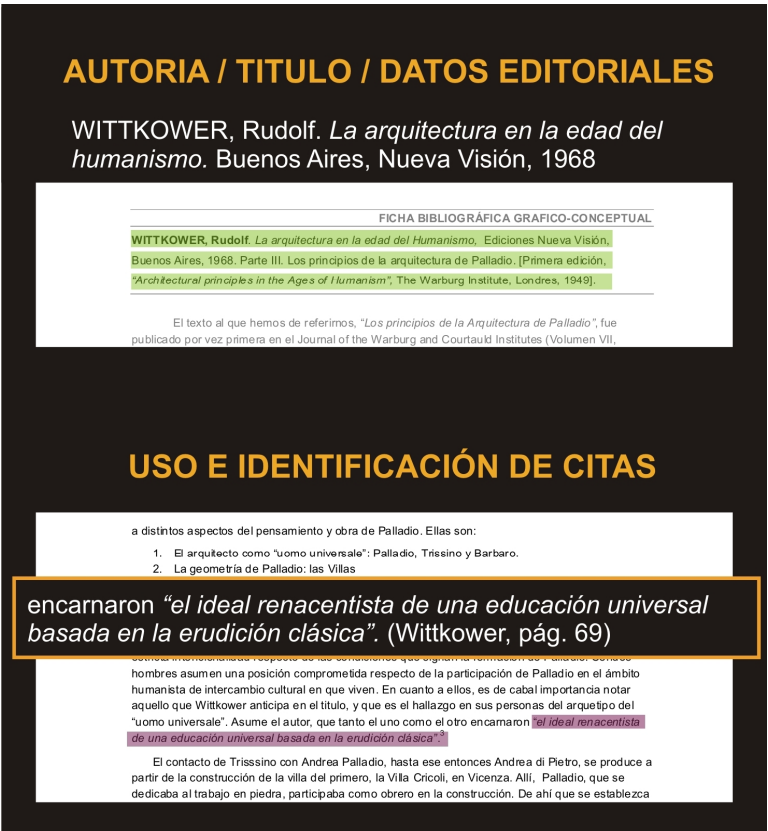 AUTORIA / TITULO / DATOS EDITORIALES
WITTKOWER, Rudolf. La arquitectura en la edad del
humanismo. Buenos Aires, Nueva Visión, 1968
FICHA BIBLIOGRÁFICA GRAFICO-CONCEPTUAL
WITTKOWER, Rudolf. La arquitectura en la edad del Humanismo, Ediciones Nueva Visión,
Buenos Aires, 1968. Parte III. Los principios de la arquitectura de Palladio. [Primera edición,
“Architectural principles in the Ages of Humanism”, The Warburg Institute, Londres, 1949].
El texto al que hemos de referirnos, “Los principios de la Arquitectura de Palladio”, fue
publicado por vez primera en el Journal of the Warburg and Courtauld Institutes (Volumen VII,
USO E IDENTIFICACIÓN DE CITAS
a distintos aspectos del pensamiento y obra de Palladio. Ellas son:
1. El arquitecto como “uomo universale”: Palladio, Trissino y Barbaro.
2. La geometría de Palladio: las Villas
encarnaron “el ideal renacentista de una educación universal
basada en la erudición clásica”. (Wittkower, pág. 69)
hombres asumen una posición comprometida respecto de la participación de Palladio en el ámbito
humanista de intercambio cultural en que viven. En cuanto a ellos, es de cabal importancia notar
aquello que Wittkower anticipa en el titulo, y que es el hallazgo en sus personas del arquetipo del
“uomo universale”. Asume el autor, que tanto el uno como el otro encarnaron “el ideal renacentista
de una educación universal basada en la erudición clásica”.3
El contacto de Trisssino con Andrea Palladio, hasta ese entonces Andrea di Pietro, se produce a
partir de la construcción de la villa del primero, la Villa Cricoli, en Vicenza. Allí, Palladio, que se
dedicaba al trabajo en piedra, participaba como obrero en la construcción. De ahí que se establezca